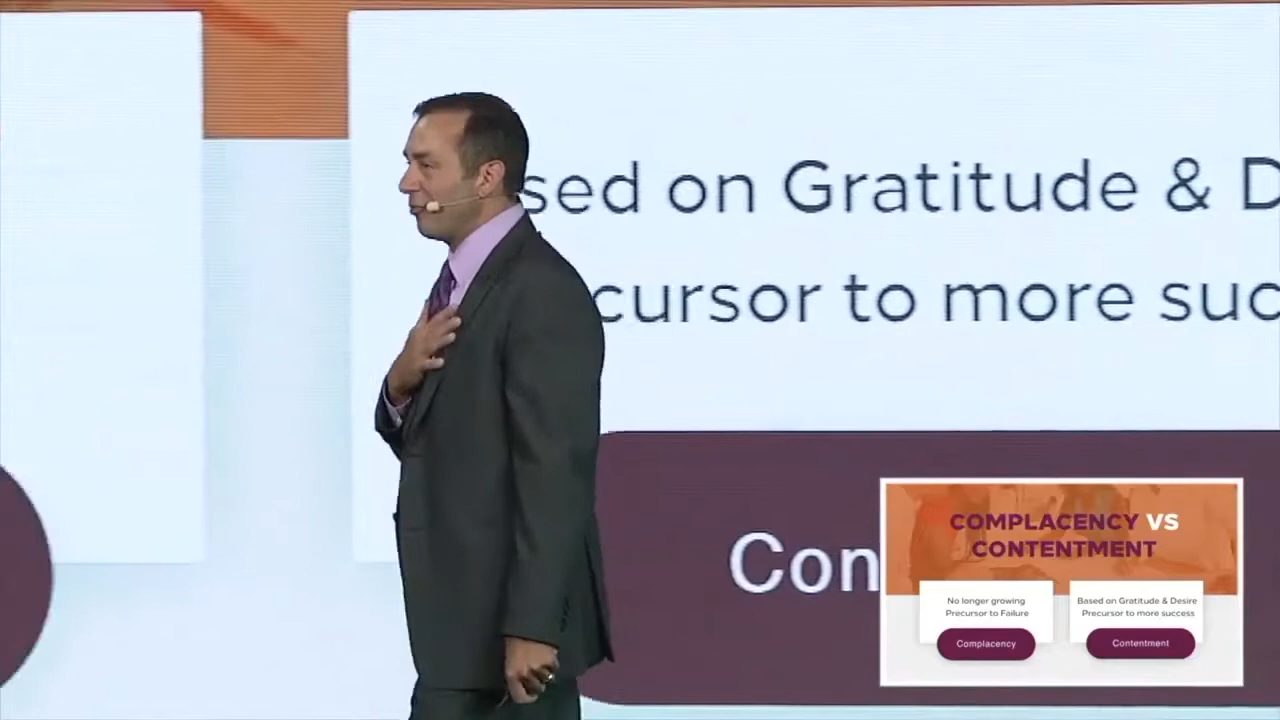 sed on Gratitude & D
cursor to more suc
Con
COMPLACENCY VS
CONTENTMENT
No longer growing
Precursor to Failure
Complacency
Based on Gratitude & Desire
Precursor to more success
Contentment